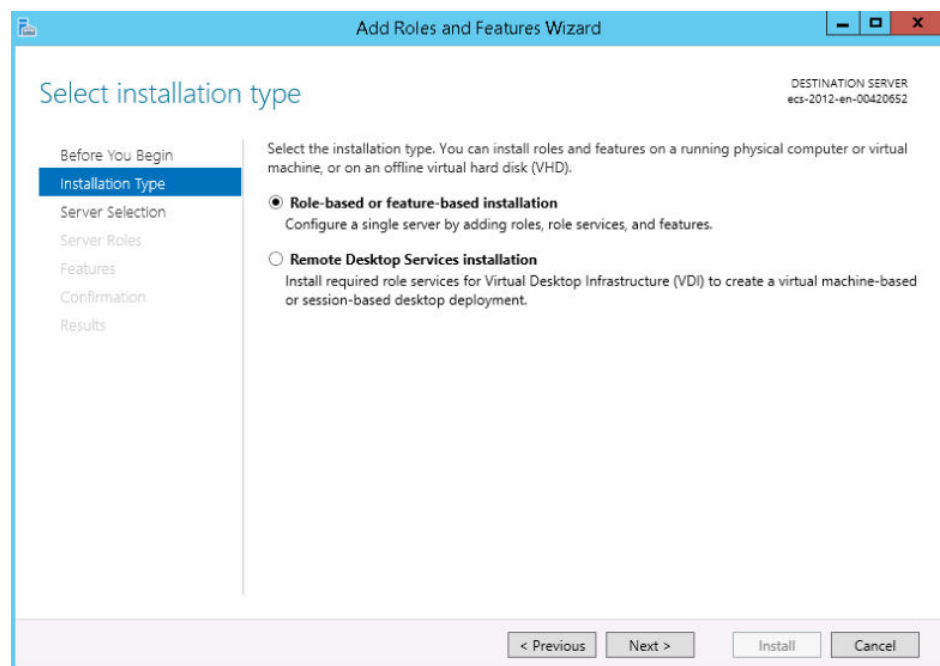 Add Roles and Features Wizard
Select installation type
DESTINATION SERVER
ecs-2012-en-00420652
Before You Begin
Installation Type
Server Selection
Server Roles
Features
Confirmation
Results
Select the installation type. You can install roles and features on a running physical computer or virtual
machine, or on an offline virtual hard disk (VHD).
Role-based or feature-based installation
Configure a single server by adding roles, role services, and features.
Remote Desktop Services installation
Install required role services for Virtual Desktop Infrastructure (VDI) to create a virtual machine-based
or session-based desktop deployment.
< Previous Next > Install Cancel